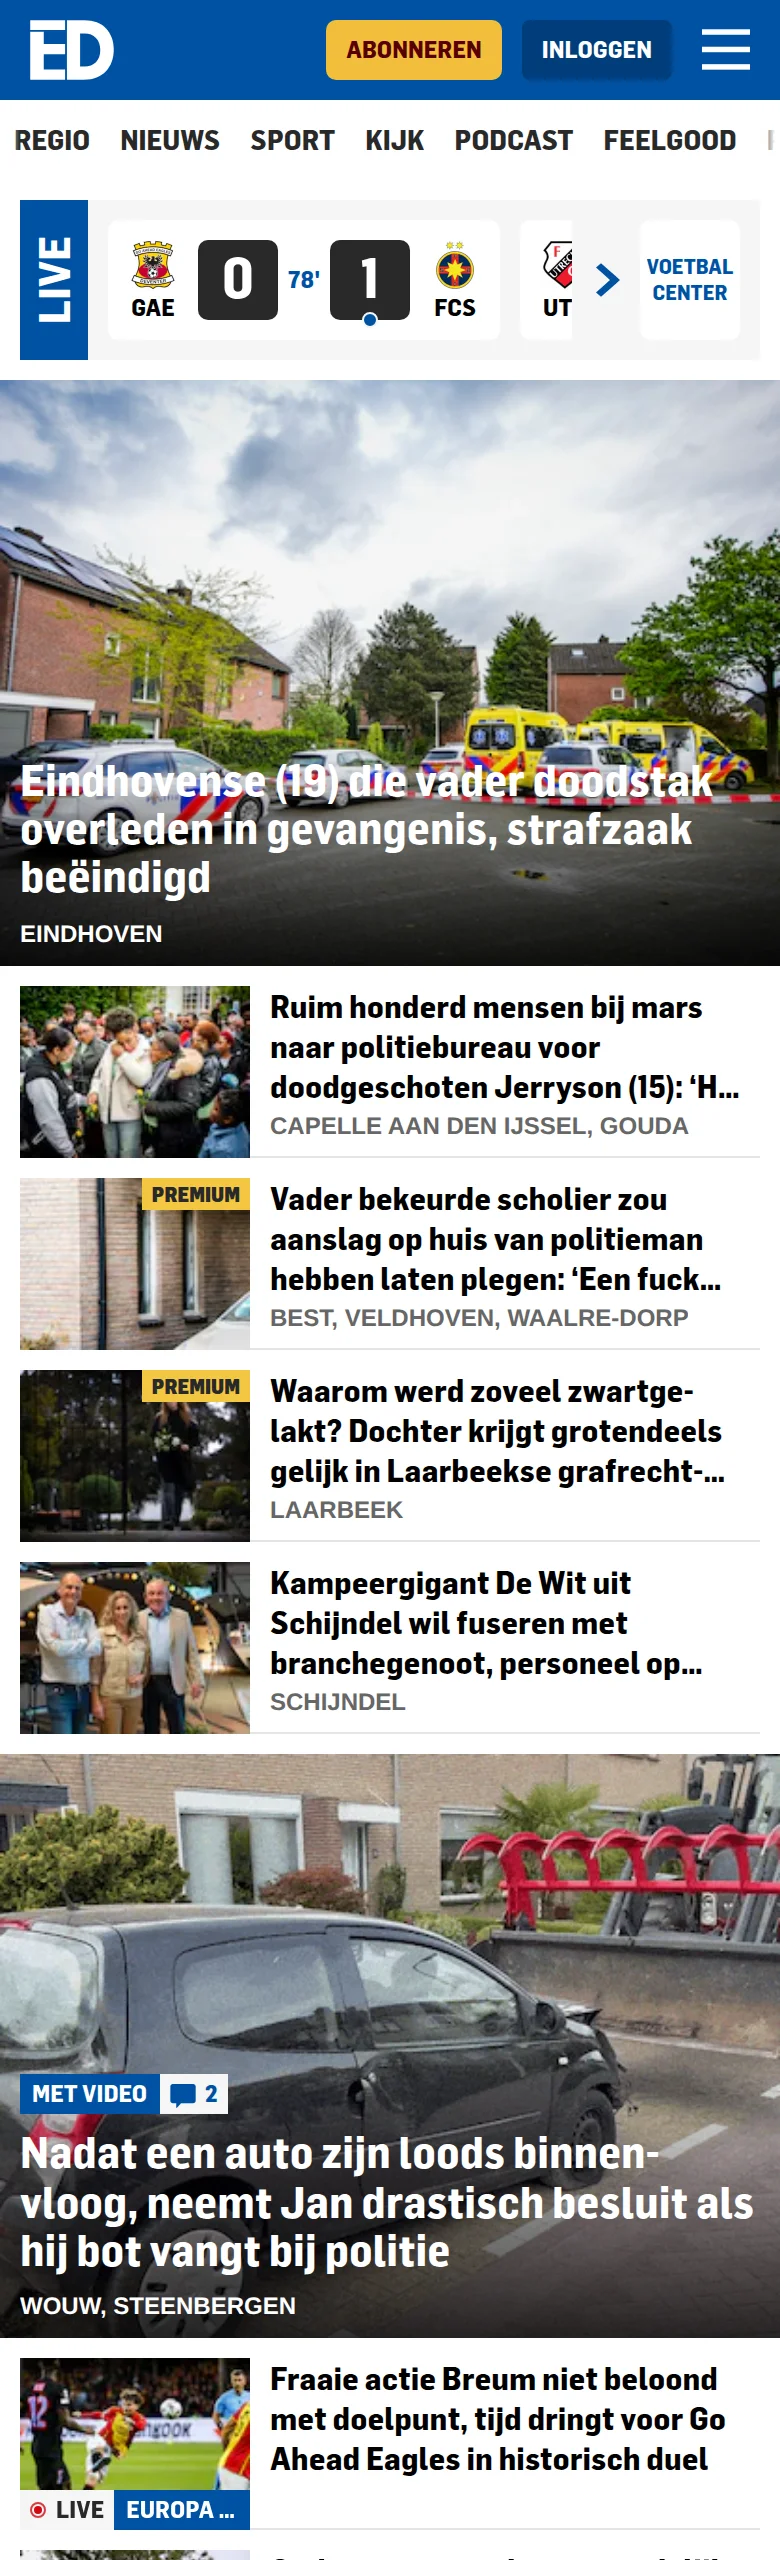 ED
ABONNEREN
INLOGGEN
REGIO NIEUWS SPORT KIJK PODCAST FEELGOOD
LIVE
GAE
0
78'
1
FCS
UT
VOETBAL
CENTER
Eindhovense (19) die vader doodstak
overleden in gevangenis, strafzaak
beëindigd
EINDHOVEN
Ruim honderd mensen bij mars
naar politiebureau voor
doodgeschoten Jerryson (15): ‘H...
CAPELLE AAN DEN IJSSEL, GOUDA
PREMIUM
Vader bekeurde scholier zou
aanslag op huis van politieman
hebben laten plegen: ‘Een fuck...
BEST, VELDHOVEN, WAALRE-DORP
PREMIUM
Waarom werd zoveel zwartge-
lakt? Dochter krijgt grotendeels
gelijk in Laarbeekse grafrecht-...
LAARBEEK
Kampeergigant De Wit uit
Schijndel wil fuseren met
branchegenoot, personeel op...
SCHIJNDEL
MET VIDEO
2
Nadat een auto zijn loods binnen-
vloog, neemt Jan drastisch besluit als
hij bot vangt bij politie
WOUW, STEENBERGEN
12
Fraaie actie Breum niet beloond
met doelpunt, tijd dringt voor Go
Ahead Eagles in historisch duel
LIVE
EUROPA ...